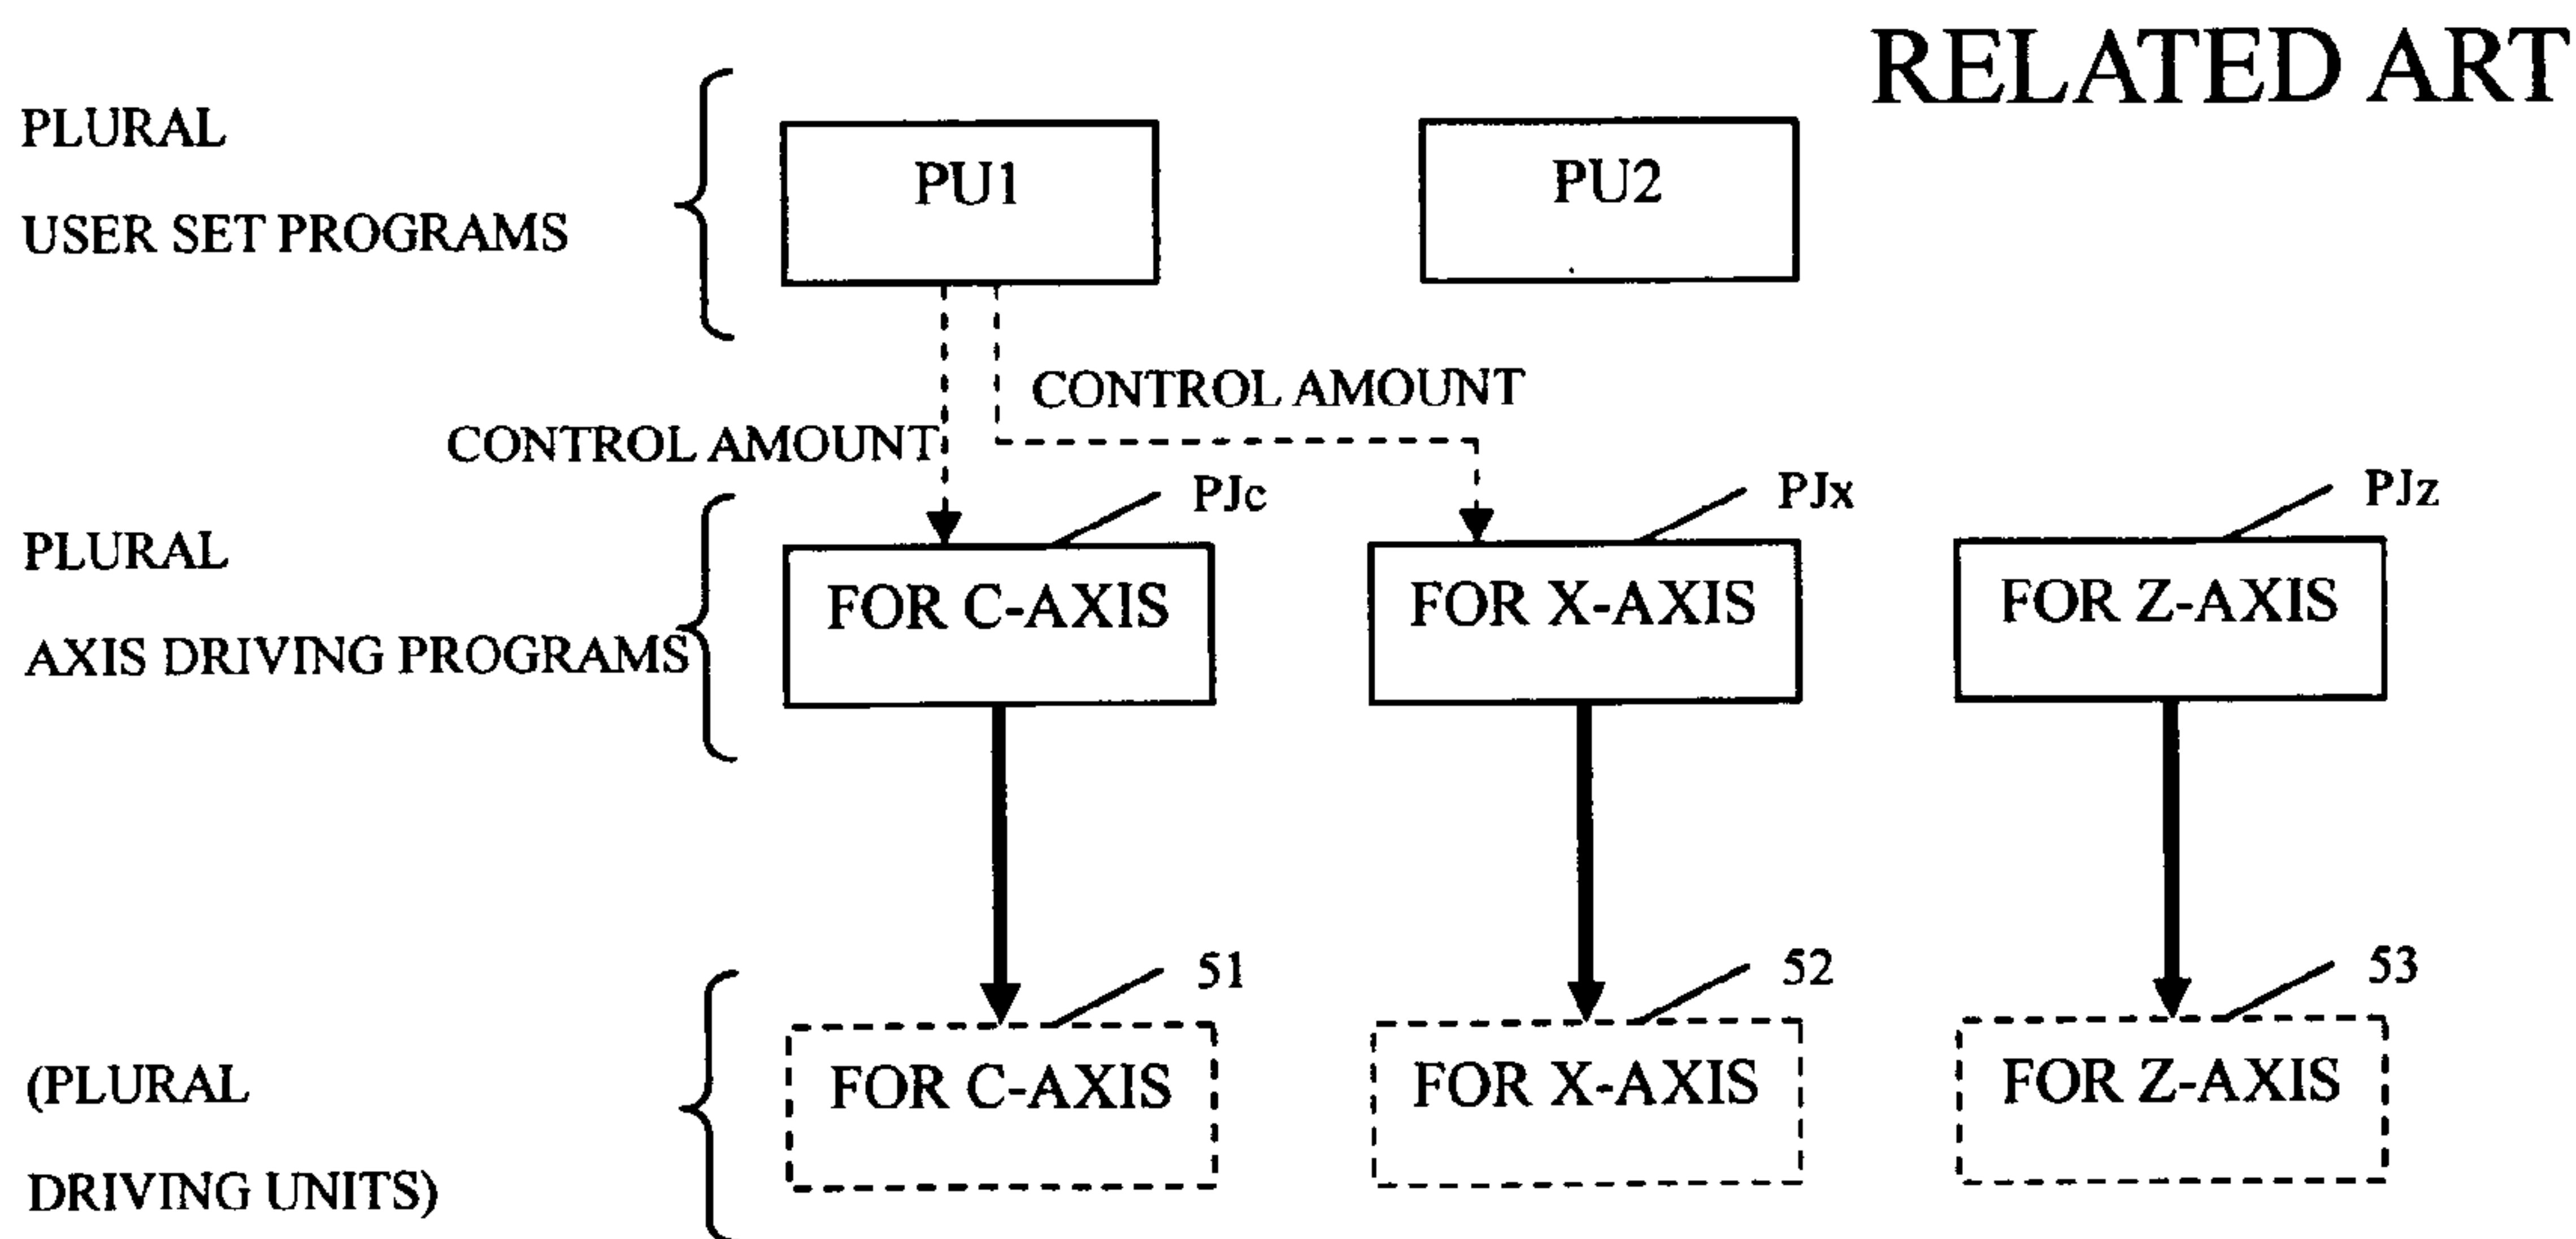 RELATED ART
PLURAL
USER SET PROGRAMS
PU1
PU2
CONTROL AMOUNT
CONTROL AMOUNT
PLURAL
AXIS DRIVING PROGRAMS
PJc
PJx
PJz
FOR C-AXIS
FOR X-AXIS
FOR Z-AXIS
(PLURAL
DRIVING UNITS)
51
52
53
FOR C-AXIS
FOR X-AXIS
FOR Z-AXIS